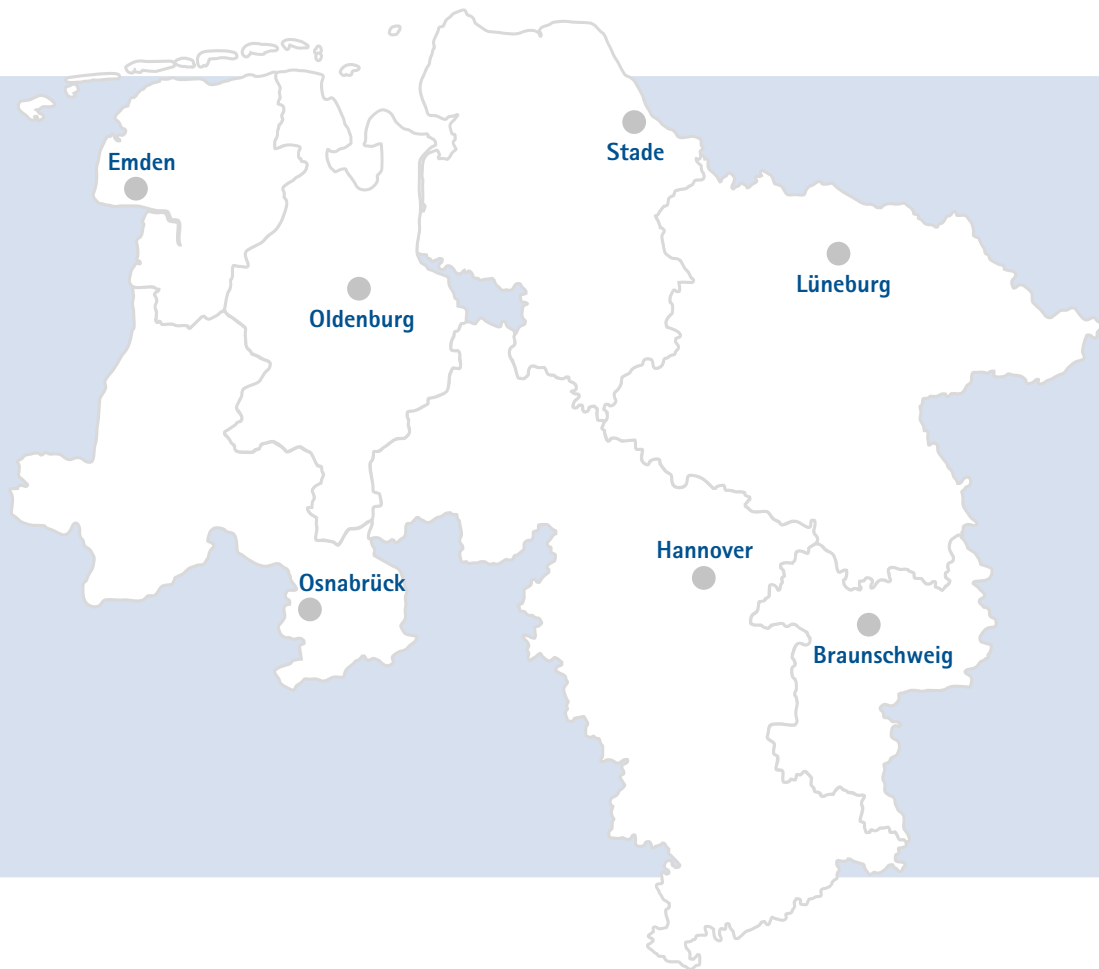 Stade
Emden
Lüneburg
Oldenburg
Hannover
Osnabrück
Braunschweig